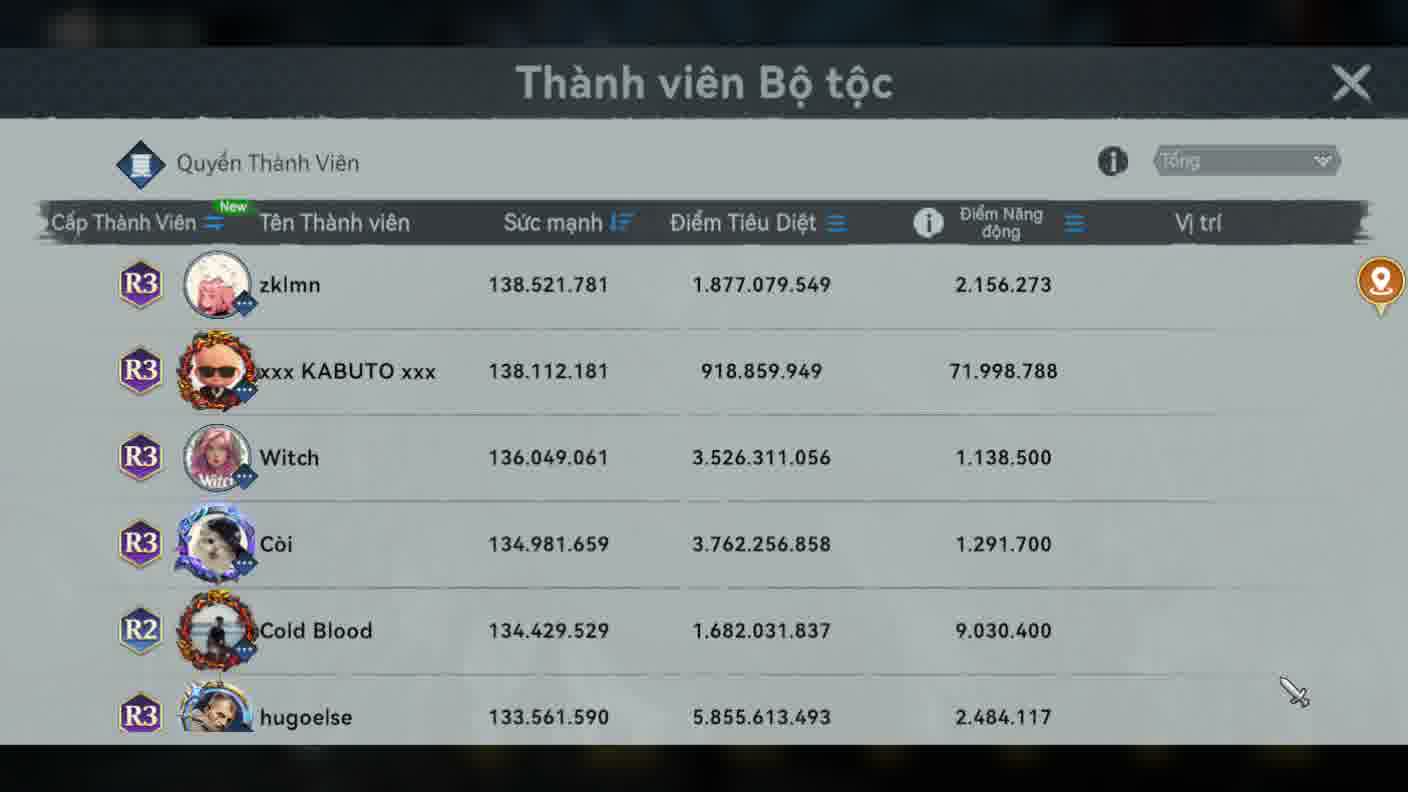 Thành viên Bộ tộc
Quyển Thành Viên
Tổng
Cấp Thành Viên New Tên Thành viên Sức mạnh Điểm Tiêu Diệt Điểm Năng động Vị trí
R3 zklmn 138.521.781 1.877.079.549 2.156.273
R3 xxx KABUTO xxx 138.112.181 918.859.949 71.998.788
R3 Witch 136.049.061 3.526.311.056 1.138.500
R3 Còi 134.981.659 3.762.256.858 1.291.700
R2 Cold Blood 134.429.529 1.682.031.837 9.030.400
R3 hugoelse 133.561.590 5.855.613.493 2.484.117